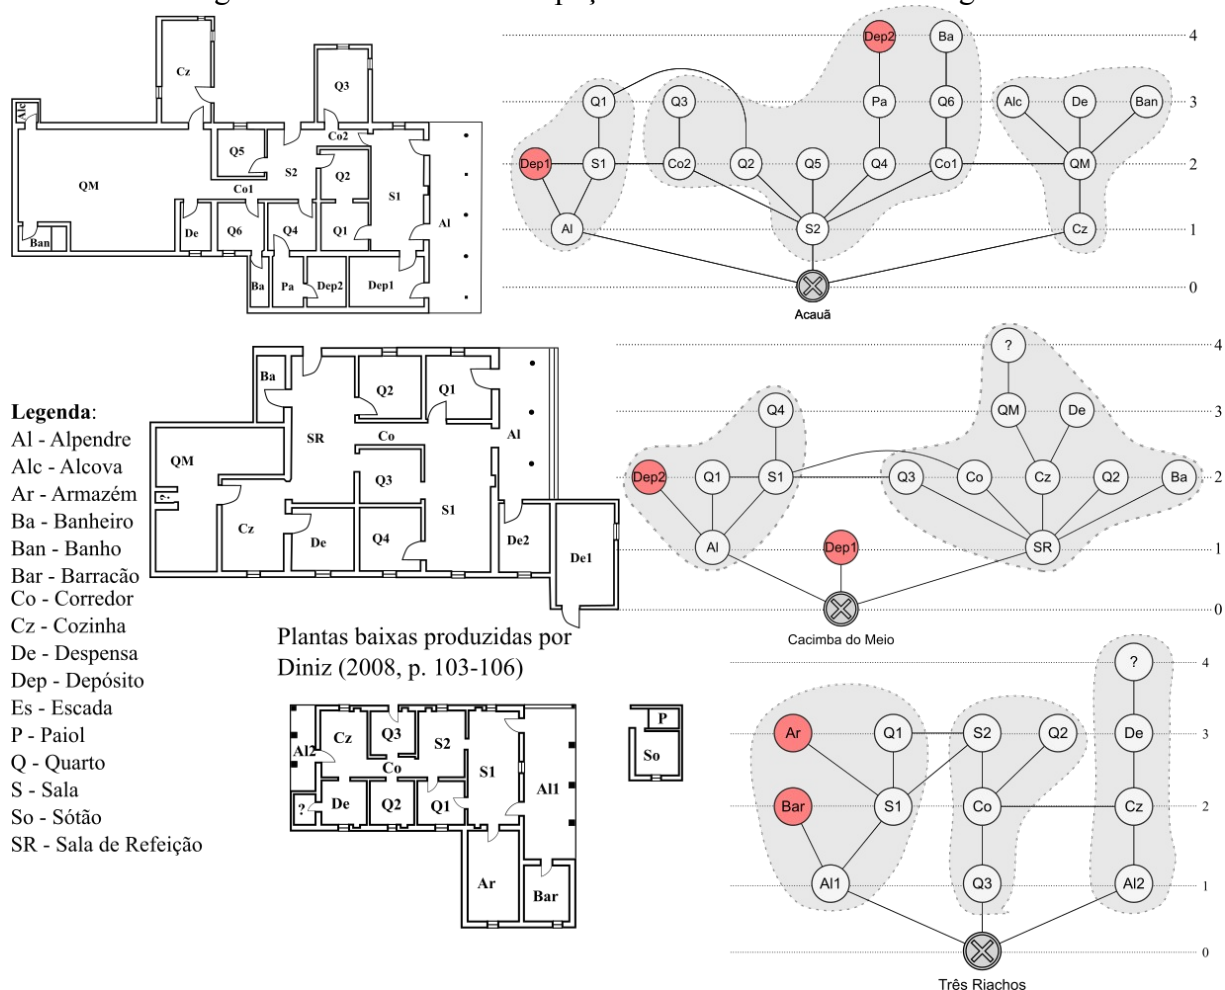 Cz
Q3
Alc
Co2
Q5
QM
S2
Q2
S1
Co1
Al
De
Q6
Q4
Q1
Ban
Ba
Pa
Dep2
Dep1
Dep2 Ba 4
Q1 Q3 Pa Q6 Alc De Ban 3
Dep1 S1 Co2 Q2 Q5 Q4 Co1 QM 2
Al S2 Cz 1
0
Acauã
Ba
Q2
Q1
SR
Co
Al
QM
Q3
?
S1
Cz
De
Q4
De2
De1
? 4
Q4 QM De 3
Dep2 Q1 S1 Q3 Co Cz Q2 Ba 2
Al Dep1 SR 1
0
Cacimba do Meio
Legenda:
Al - Alpendre
Alc - Alcova
Ar - Armazém
Ba - Banheiro
Ban - Banho
Bar - Barracão
Co - Corredor
Cz - Cozinha
De - Despensa
Dep - Depósito
Es - Escada
P - Paiol
Q - Quarto
S - Sala
So - Sótão
SR - Sala de Refeição
Plantas baixas produzidas por
Diniz (2008, p. 103-106)
Al2
Cz
Q3
S2
S1
Co
Al1
?
De
Q2
Q1
Ar
Bar
P
So
? 4
Ar Q1 S2 Q2 De 3
Bar S1 Co Cz 2
Al1 Q3 Al2 1
0
Três Riachos